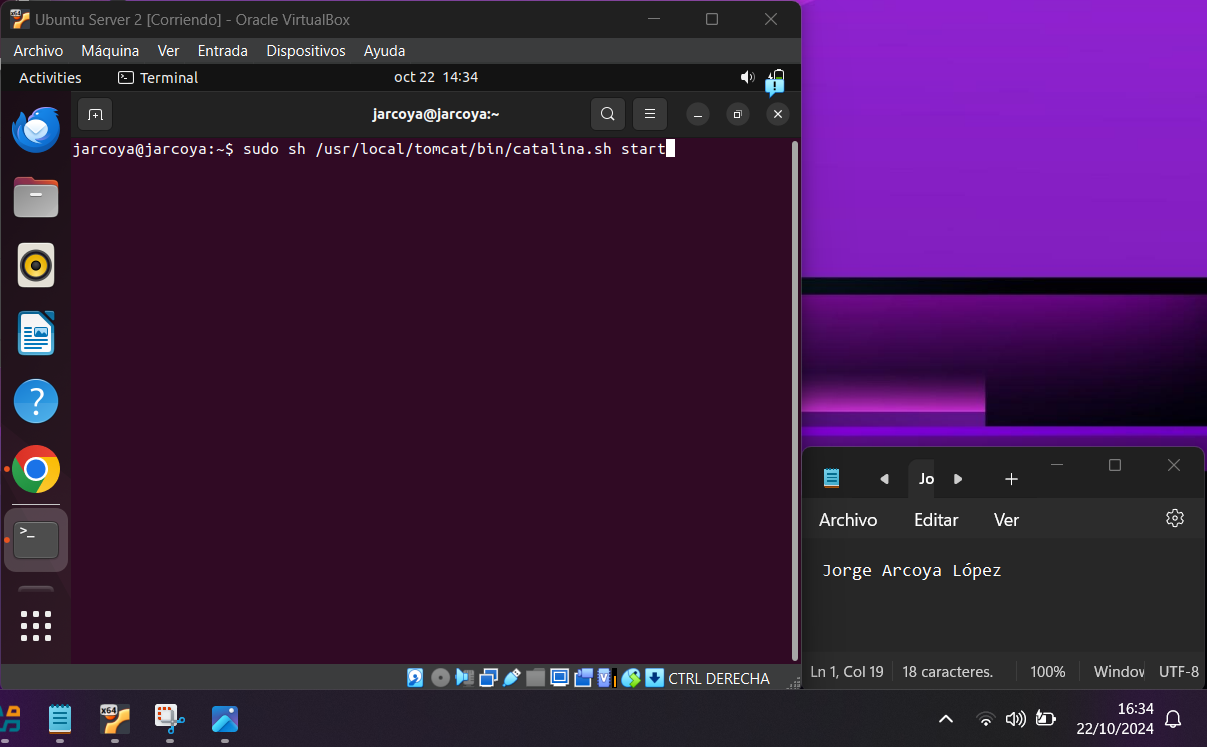 Ubuntu Server 2 [Corriendo] - Oracle VirtualBox
Archivo Máquina Ver Entrada Dispositivos Ayuda
Activities Terminal oct 22 14:34
jarcoya@jarcoya:~
jarcoya@jarcoya:~$ sudo sh /usr/local/tomcat/bin/catalina.sh start
>_
CTRL DERECHA
Jo
Archivo Editar Ver
Jorge Arcoya López
Ln 1, Col 19 18 caracteres. 100% Window UTF-8
x64
16:34
22/10/2024